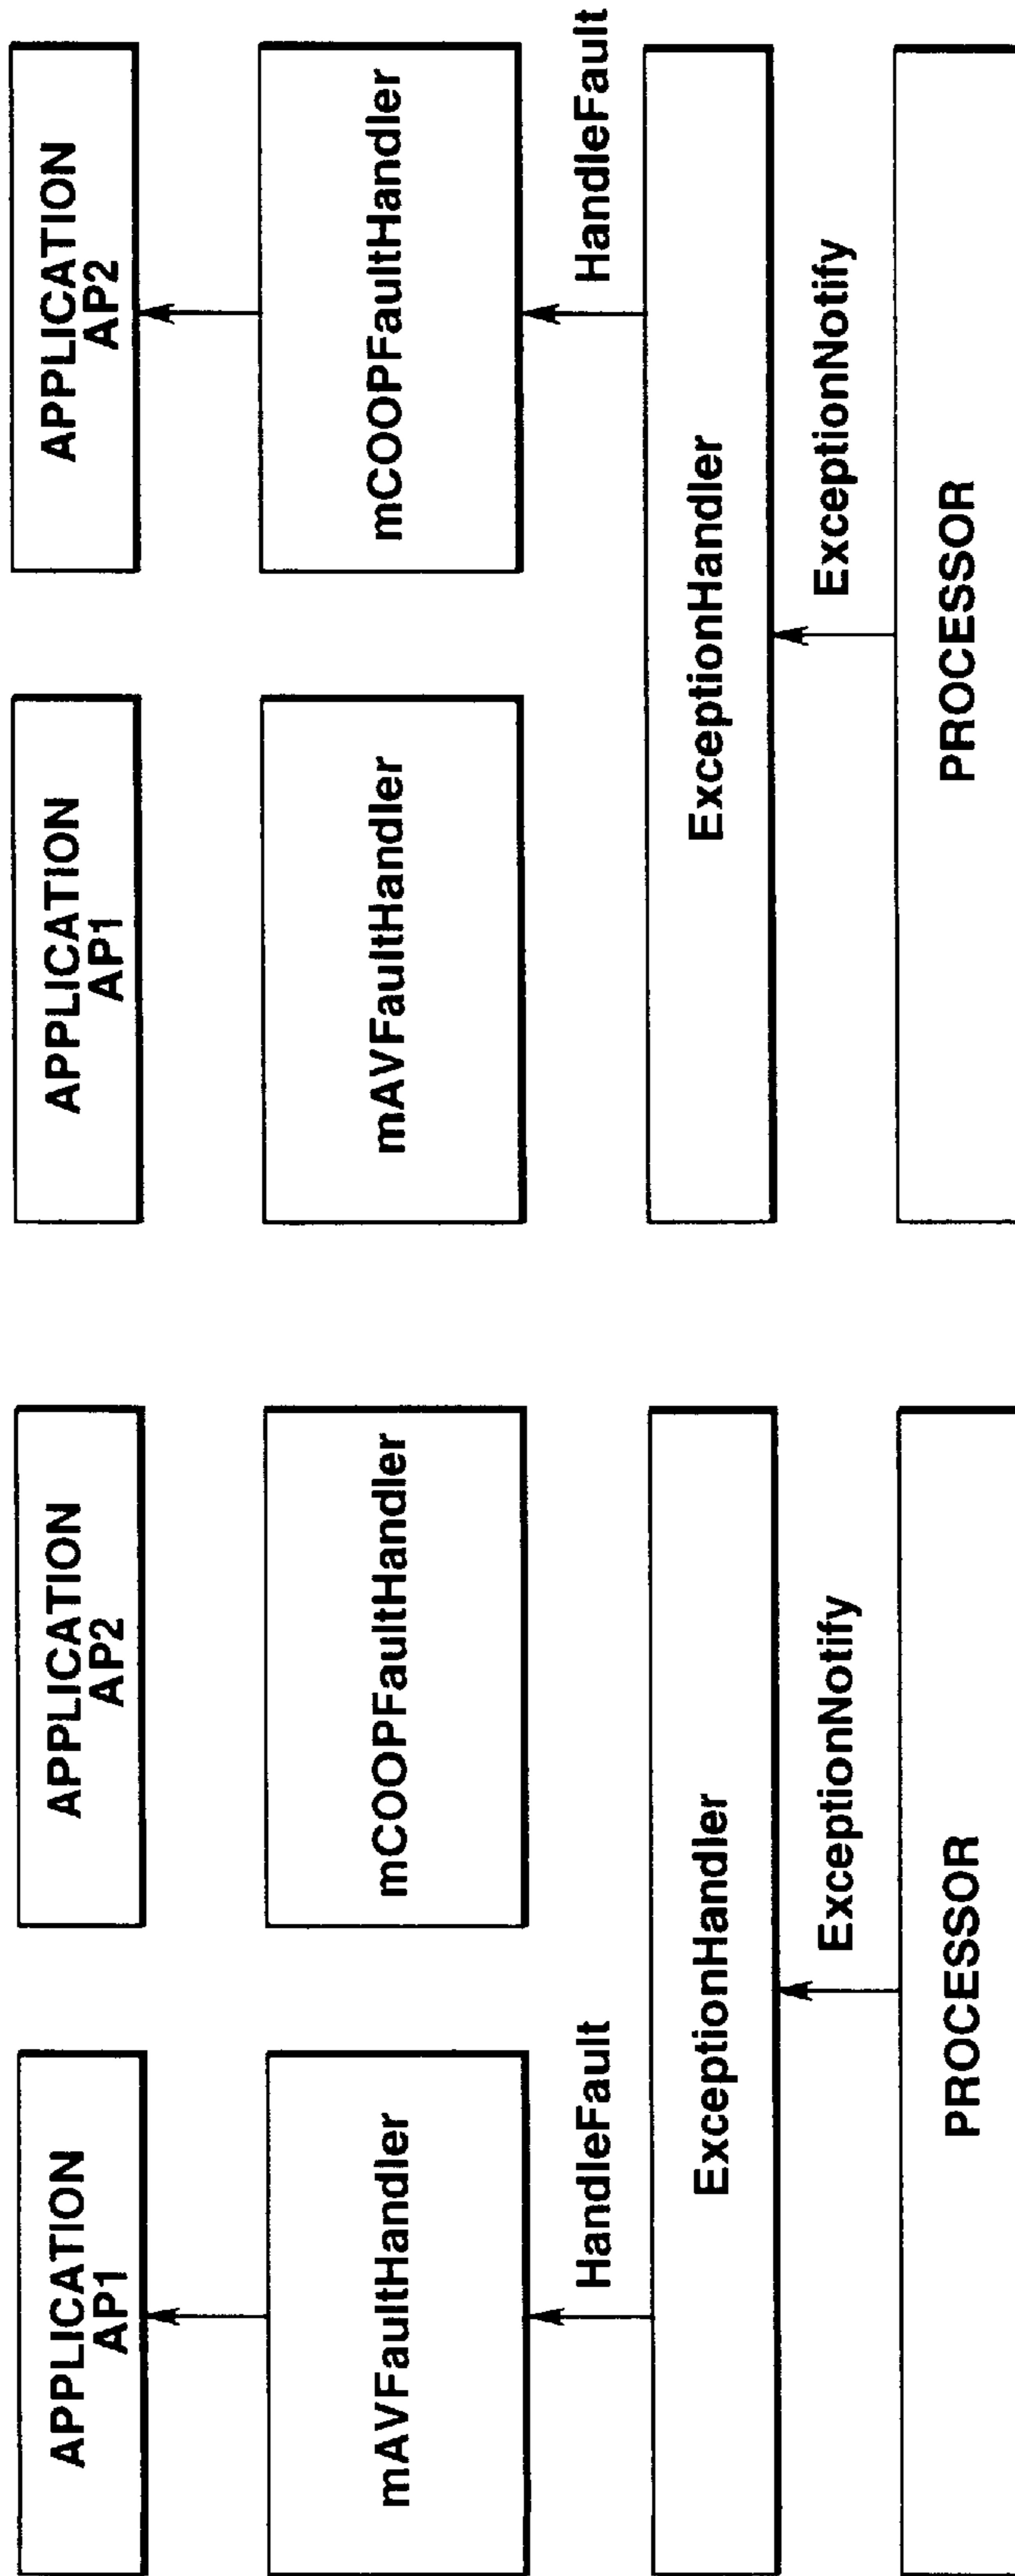 APPLICATION
AP1
APPLICATION
AP2
mAVFaultHandler
mCOOPFaultHandler
HandleFault
ExceptionHandler
ExceptionNotify
PROCESSOR
APPLICATION
AP1
APPLICATION
AP2
mAVFaultHandler
mCOOPFaultHandler
HandleFault
ExceptionHandler
ExceptionNotify
PROCESSOR